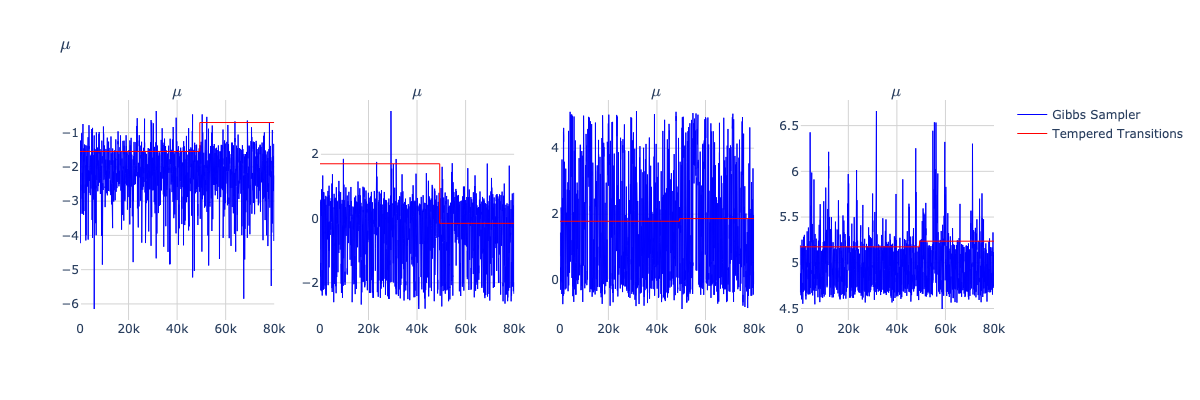 μ
μ μ μ μ
−1
−2
−3
−4
−5
−6
0 20k 40k 60k 80k
2
0
−2
0 20k 40k 60k 80k
4
2
0
0 20k 40k 60k 80k
6.5
6
5.5
5
4.5
0 20k 40k 60k 80k
Gibbs Sampler
Tempered Transitions